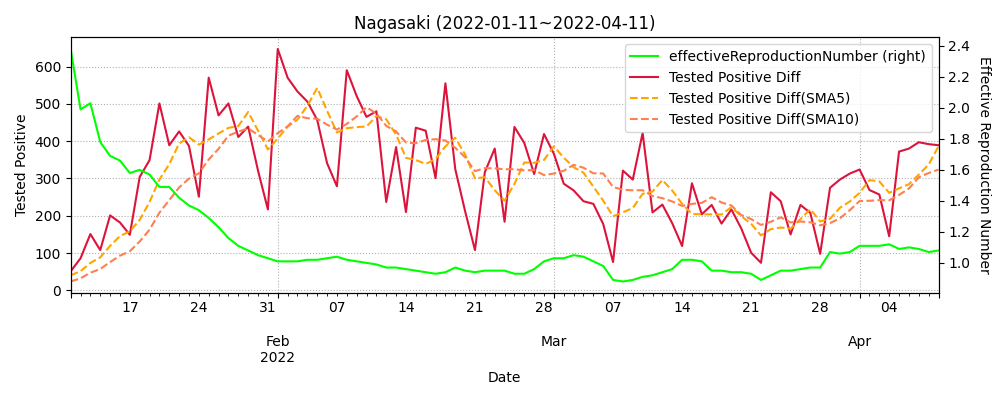 Nagasaki (2022-01-11~2022-04-11)
effectiveReproductionNumber (right)
Tested Positive Diff
Tested Positive Diff(SMA5)
Tested Positive Diff(SMA10)
Tested Positive
600
500
400
300
200
100
0
2.4
2.2
2.0
1.8
1.6
1.4
1.2
1.0
Effective Reproduction Number
17 24 31 07 14 21 28 07 14 21 28 04
Feb Mar Apr
2022
Date